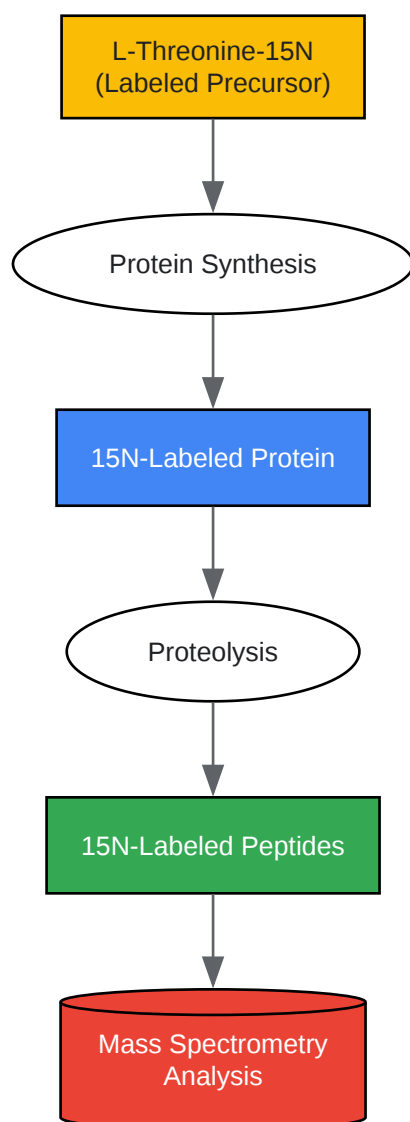 L-Threonine-15N
(Labeled Precursor)
Protein Synthesis
15N-Labeled Protein
Proteolysis
15N-Labeled Peptides
Mass Spectrometry
Analysis